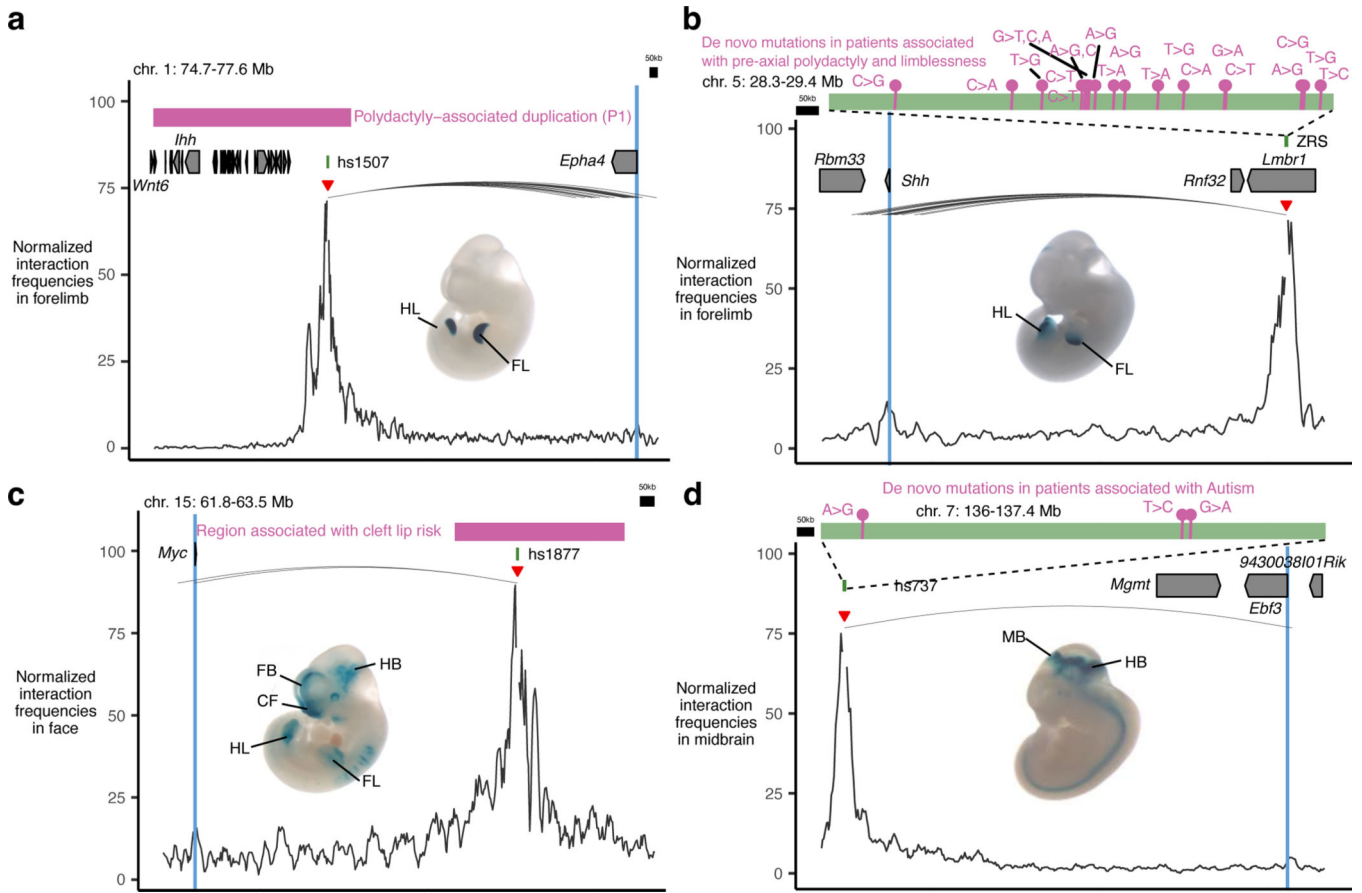 a
chr. 1: 74.7-77.6 Mb
50kb
Polydactyly−associated duplication (P1)
Ihh
Wnt6
hs1507
Epha4
Normalized
interaction
frequencies
in forelimb
100
75
50
25
0
HL
FL
b
De novo mutations in patients associated
with pre-axial polydactyly and limblessness
chr. 5: 28.3-29.4 Mb
50kb
C>G
C>A
T>G
G>T,C,A
C>T
C>T
A>G,C
A>G
T>A
A>G
T>A
T>G
C>A
G>A
C>T
C>G
A>G
T>G
T>C
ZRS
Rbm33
Shh
Rnf32
Lmbr1
Normalized
interaction
frequencies
in forelimb
100
75
50
25
0
HL
FL
c
chr. 15: 61.8-63.5 Mb
50kb
Region associated with cleft lip risk
Myc
hs1877
Normalized
interaction
frequencies
in face
100
75
50
25
0
FB
HB
CF
HL
FL
d
De novo mutations in patients associated with Autism
50kb
A>G
chr. 7: 136-137.4 Mb
T>C
G>A
hs737
Mgmt
9430038I01Rik
Ebf3
Normalized
interaction
frequencies
in midbrain
100
75
50
25
0
MB
HB